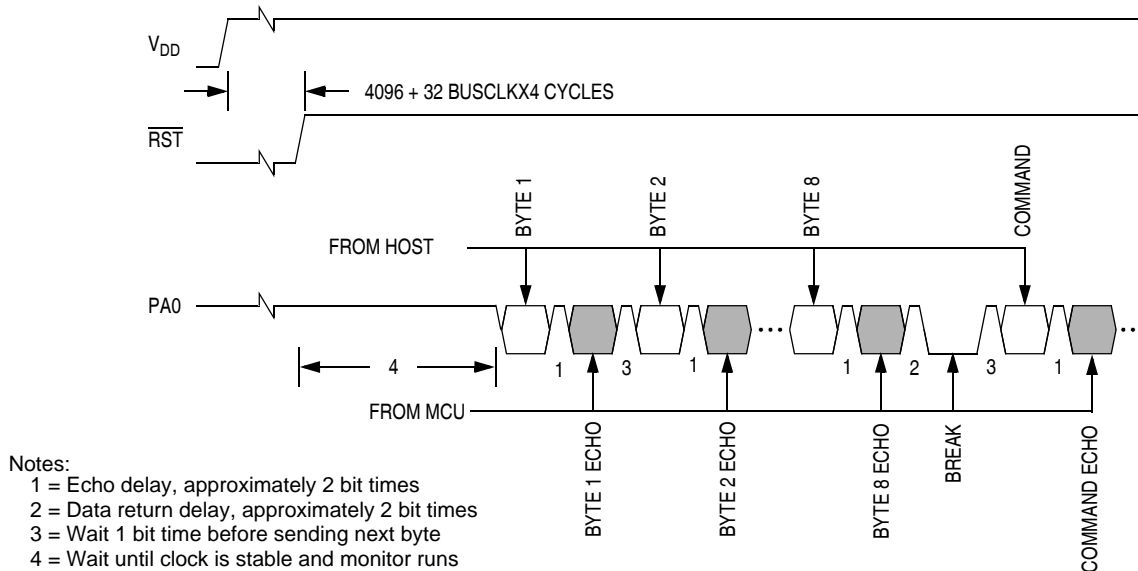 VDD
4096 + 32 BUSCLKX4 CYCLES
RST
BYTE 1
BYTE 2
BYTE 8
COMMAND
FROM HOST
PA0
1
3
1
1
2
3
1
4
FROM MCU
BYTE 1 ECHO
BYTE 2 ECHO
BYTE 8 ECHO
BREAK
COMMAND ECHO
Notes:
1 = Echo delay, approximately 2 bit times
2 = Data return delay, approximately 2 bit times
3 = Wait 1 bit time before sending next byte
4 = Wait until clock is stable and monitor runs